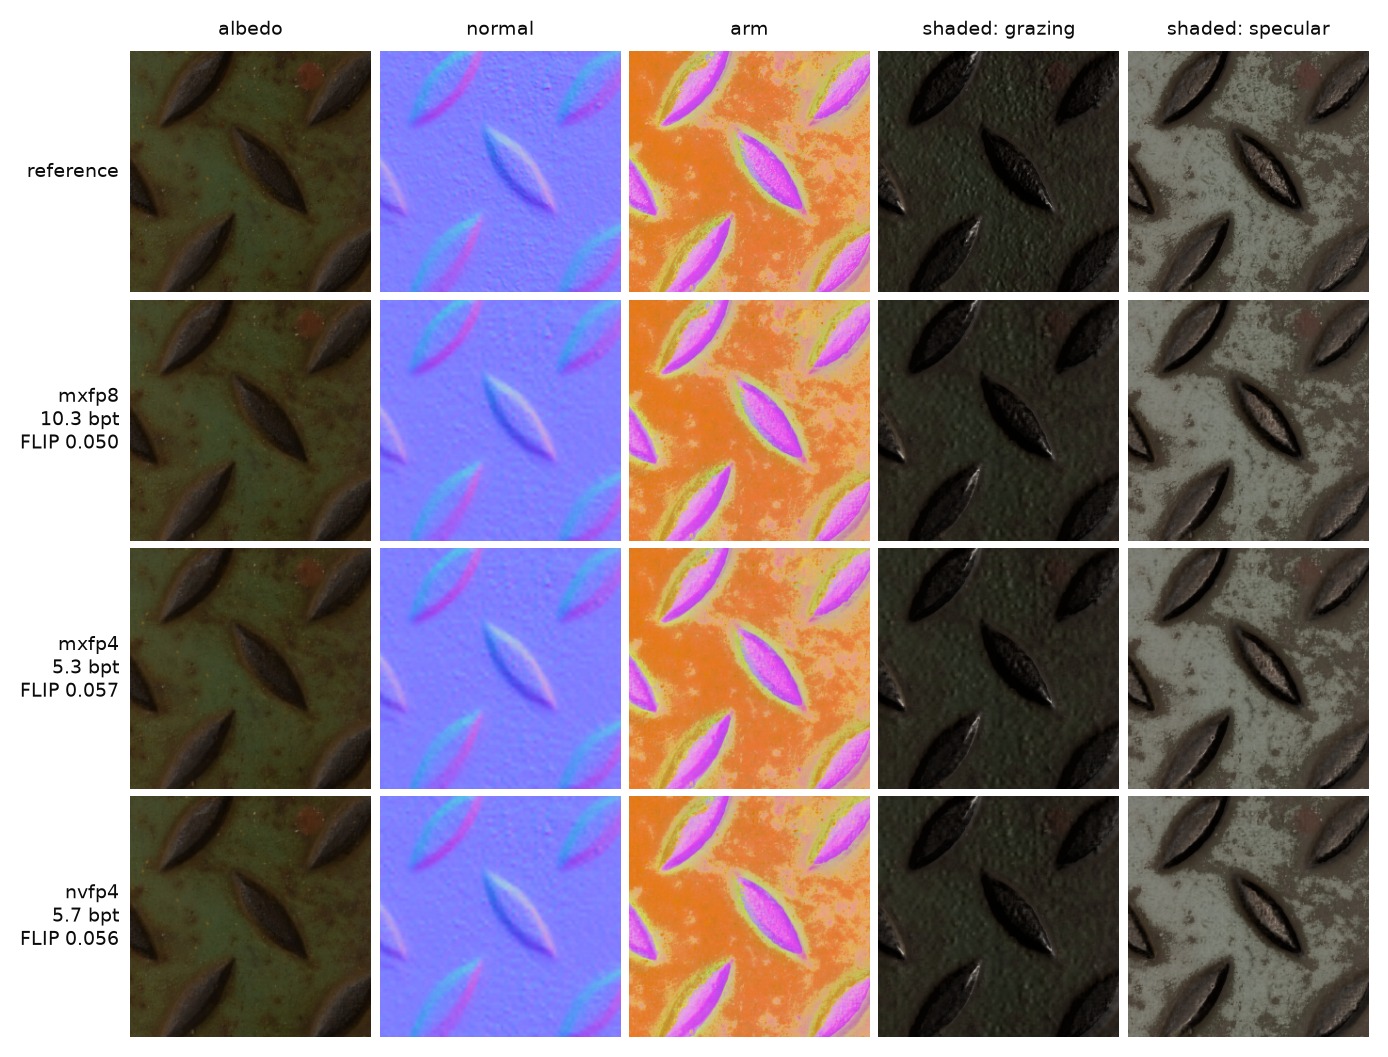 albedo normal arm shaded: grazing shaded: specular
reference
mxfp8
10.3 bpt
FLIP 0.050
mxfp4
5.3 bpt
FLIP 0.057
nvfp4
5.7 bpt
FLIP 0.056